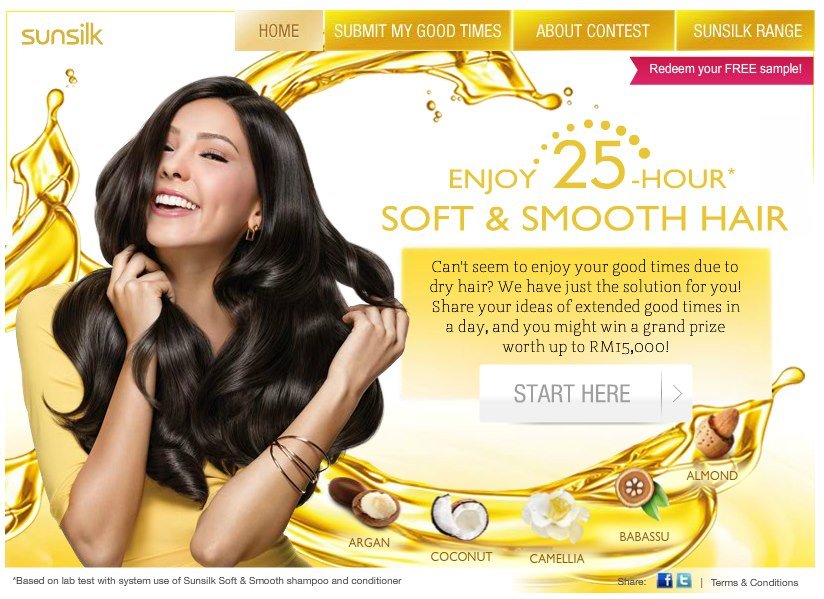 sunsilk
HOME
SUBMIT MY GOOD TIMES
ABOUT CONTEST
SUNSILK RANGE
Redeem your FREE sample!
ENJOY 25-HOUR*
SOFT & SMOOTH HAIR
Can't seem to enjoy your good times due to
dry hair? We have just the solution for you!
Share your ideas of extended good times in
a day, and you might win a grand prize
worth up to RM15,000!
START HERE
ALMOND
BABASSU
ARGAN
COCONUT
CAMELLIA
*Based on lab test with system use of Sunsilk Soft & Smooth shampoo and conditioner
Share: f t | Terms & Conditions